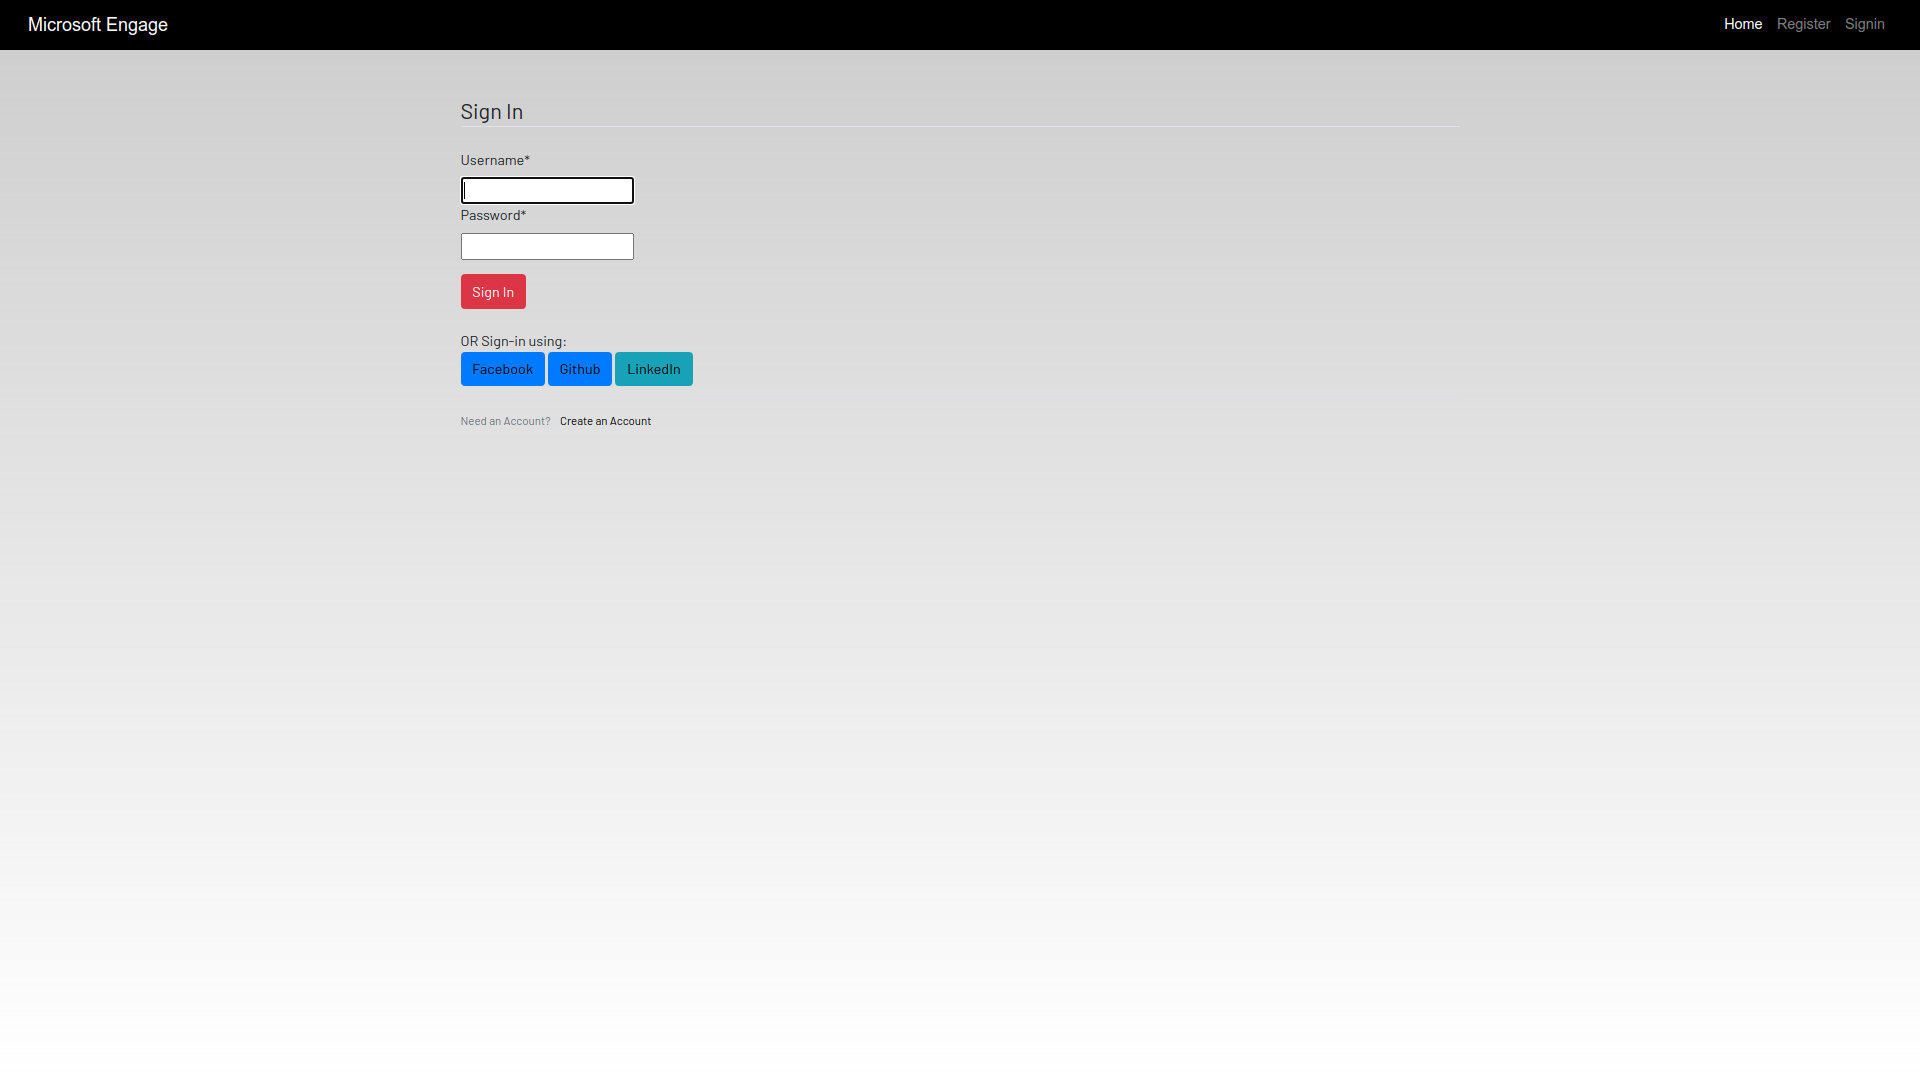 Microsoft Engage
Home Register Signin
Sign In
Username*
Password*
Sign In
OR Sign-in using:
Facebook Github LinkedIn
Need an Account? Create an Account